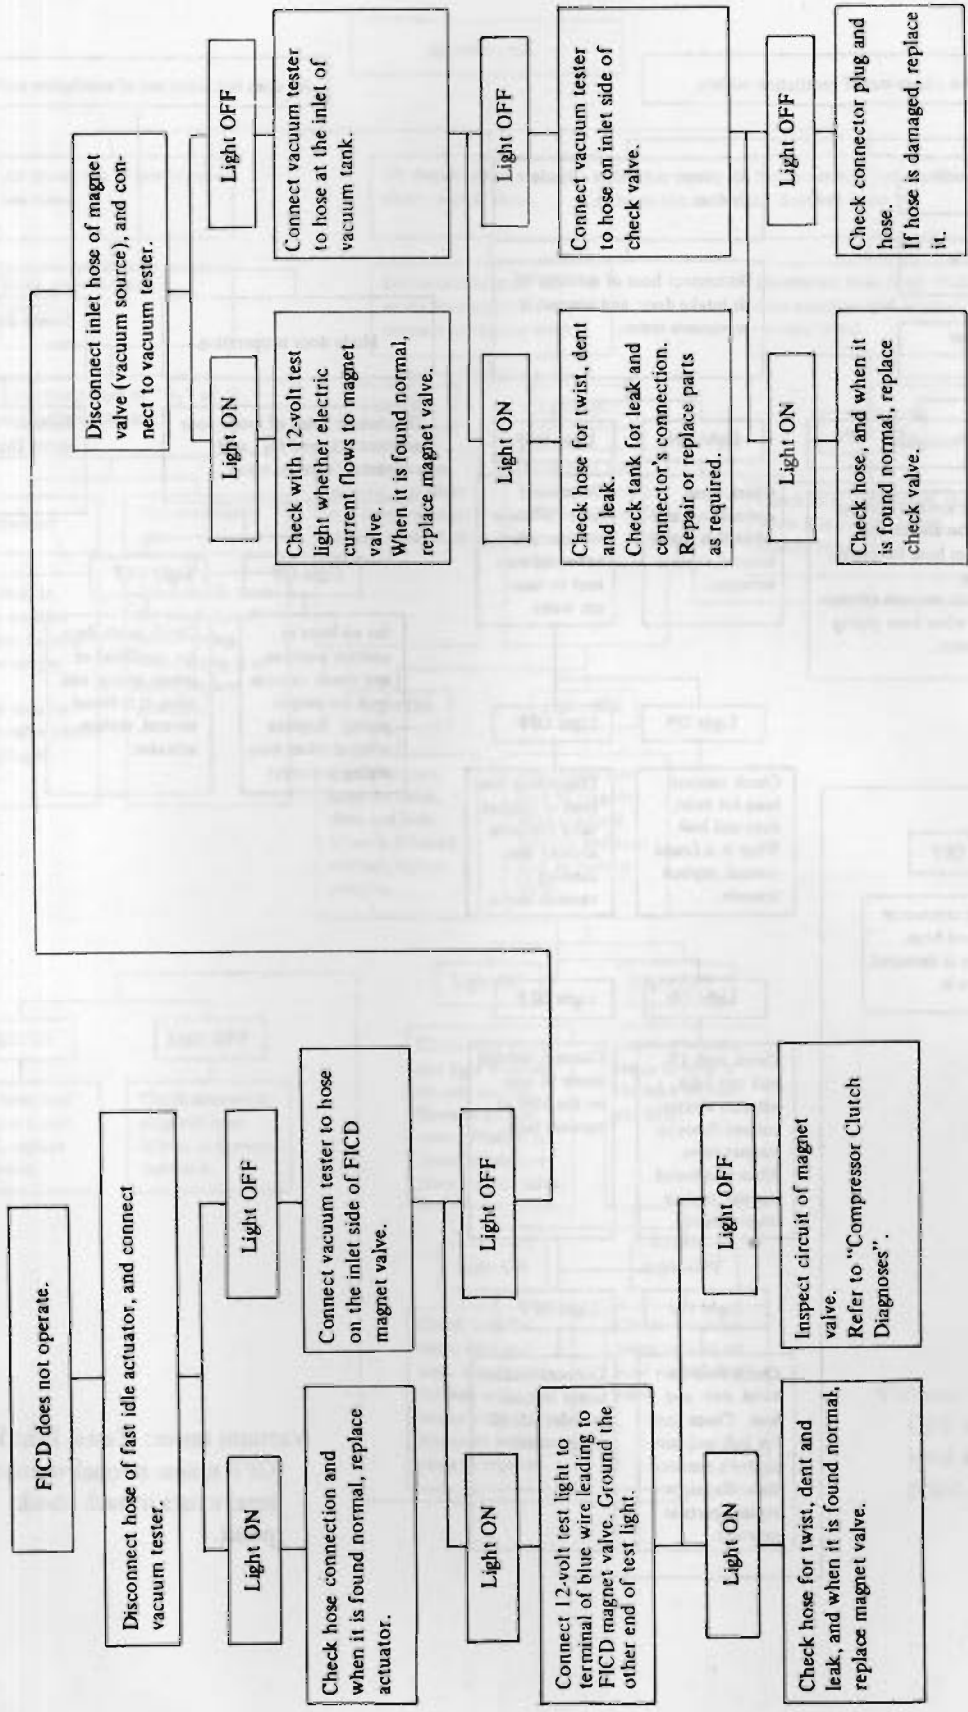 FICD does not operate.
Disconnect hose of fast idle actuator, and connect
vacuum tester.
Light ON
Light OFF
Check hose connection and
when it is found normal, replace
actuator.
Connect vacuum tester to hose
on the inlet side of FICD
magnet valve.
Light ON
Light OFF
Connect 12-volt test light to
terminal of blue wire leading to
FICD magnet valve. Ground the
other end of test light.
Light ON
Light OFF
Check hose for twist, dent and
leak, and when it is found normal,
replace magnet valve.
Inspect circuit of magnet
valve.
Refer to "Compressor Clutch
Diagnoses".
Disconnect inlet hose of magnet
valve (vacuum source), and con-
nect to vacuum tester.
Light ON
Light OFF
Check with 12-volt test
light whether electric
current flows to magnet
valve.
When it is found normal,
replace magnet valve.
Connect vacuum tester
to hose at the inlet of
vacuum tank.
Light ON
Light OFF
Check hose for twist, dent
and leak.
Check tank for leak and
connector's connection.
Repair or replace parts
as required.
Connect vacuum tester
to hose on inlet side of
check valve.
Light ON
Light OFF
Check hose, and when it
is found normal, replace
check valve.
Check connector plug and
hose.
If hose is damaged, replace
it.